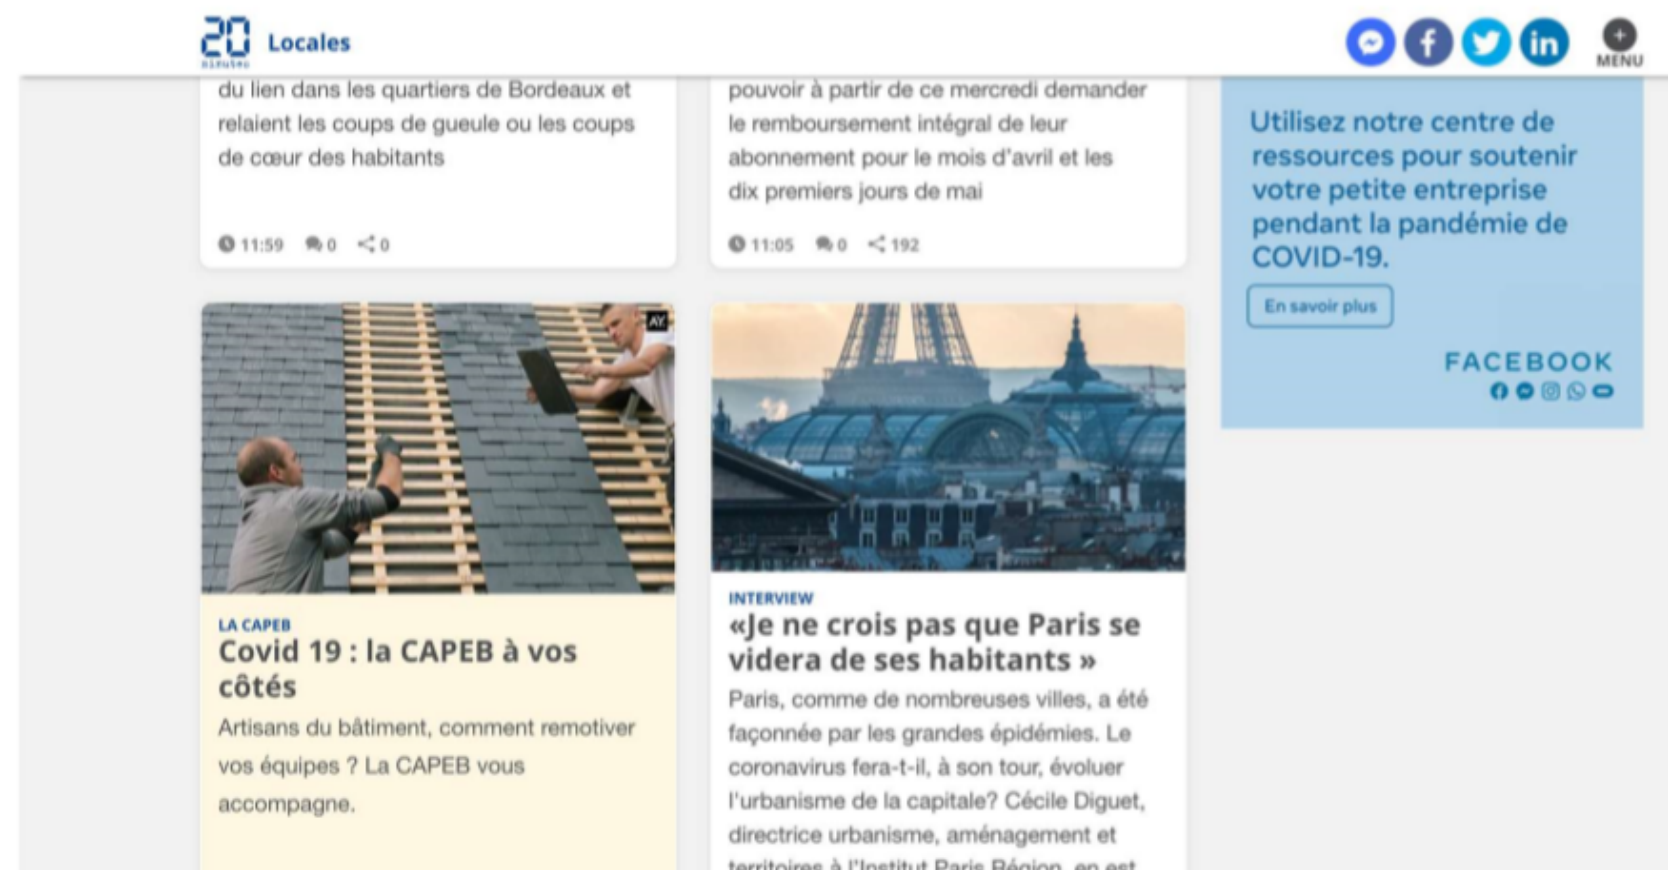 20
minutes
Locales
MENU
du lien dans les quartiers de Bordeaux et
relaient les coups de gueule ou les coups
de cœur des habitants
11:59 0 0
pouvoir à partir de ce mercredi demander
le remboursement intégral de leur
abonnement pour le mois d'avril et les
dix premiers jours de mai
11:05 0 192
Utilisez notre centre de
ressources pour soutenir
votre petite entreprise
pendant la pandémie de
COVID-19.
En savoir plus
FACEBOOK
LA CAPEB
Covid 19 : la CAPEB à vos
côtés
Artisans du bâtiment, comment remotiver
vos équipes ? La CAPEB vous
accompagne.
INTERVIEW
«Je ne crois pas que Paris se
videra de ses habitants »
Paris, comme de nombreuses villes, a été
façonnée par les grandes épidémies. Le
coronavirus fera-t-il, à son tour, évoluer
l'urbanisme de la capitale? Cécile Diguet,
directrice urbanisme, aménagement et
territoires à l'Institut Paris Région, en est